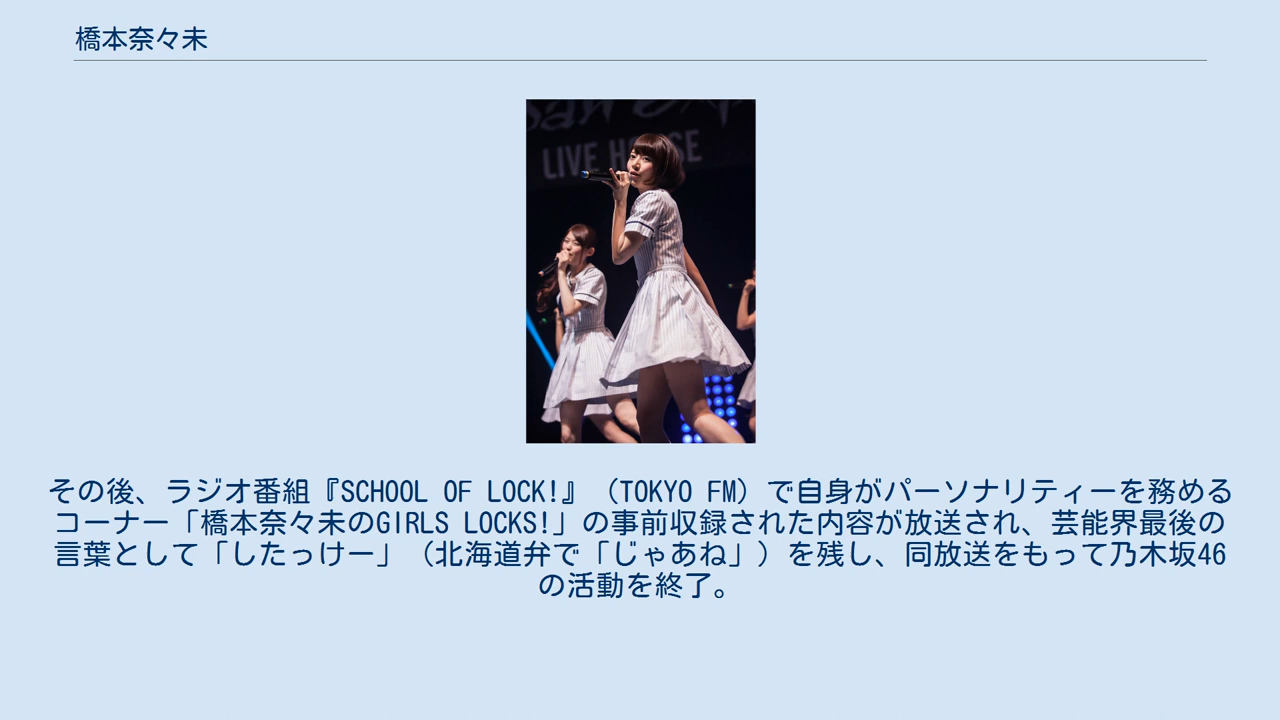 橋本奈々未
LIVE HOUSE
その後、ラジオ番組『SCHOOL OF LOCK!』（TOKYO FM）で自身がパーソナリティーを務める
コーナー「橋本奈々未のGIRLS LOCKS!」の事前収録された内容が放送され、芸能界最後の
言葉として「したっけー」（北海道弁で「じゃあね」）を残し、同放送をもって乃木坂46
の活動を終了。